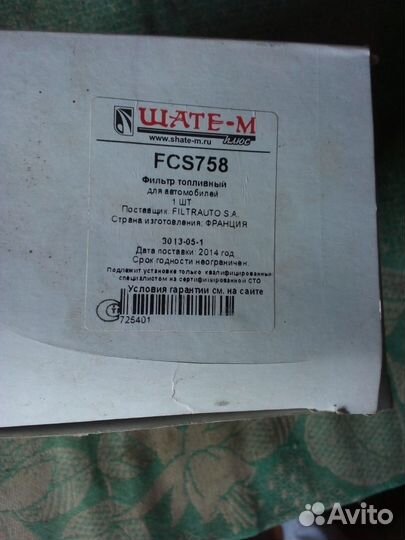 ШАТЕ-М
плюс
www.shate-m.ru
FCS758
Фильтр топливный
для автомобилей
1 ШТ
Поставщик: FILTRAUTO S.A.
Страна изготовления: ФРАНЦИЯ
3013-05-1
Дата поставки: 2014 год
Срок годности неограничен.
Подлежит установке только квалифицированным
специалистом на сертифицированной СТО
Условия гарантии см. на сайте
725401
Avito